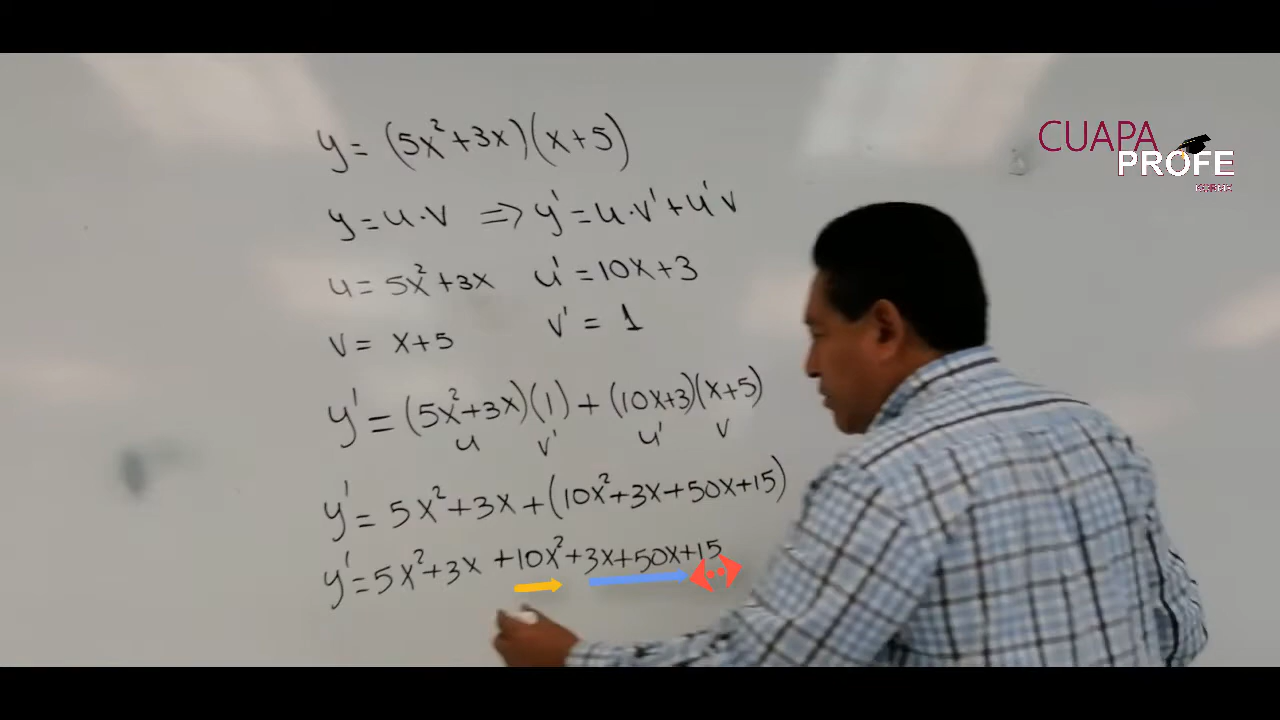 CUAPA
PROFE
y = (5x²+3x)(x+5)
y = u·v ⇒ y' = u·v'+u'v
u = 5x²+3x u' = 10x+3
v = x+5 v' = 1
y' = (5x²+3x)(1) + (10x+3)(x+5)
u v' u' v
y' = 5x²+3x+(10x²+3x+50x+15)
y' = 5x²+3x +10x²+3x+50x+15